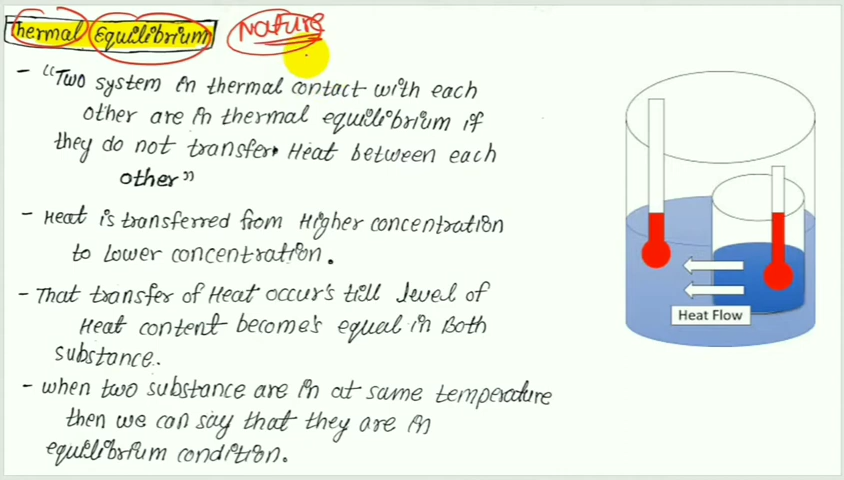 Thermal Equilibrium Nature
- "Two system in thermal contact with each
other are in thermal equilibrium if
they do not transfer Heat between each
other"
- Heat is transferred from Higher concentration
to Lower concentration.
- That transfer of Heat occur's till level of
Heat content become's equal in Both
substance..
- when two substance are in at same temperature
then we can say that they are in
equilibrium condition.
Heat Flow